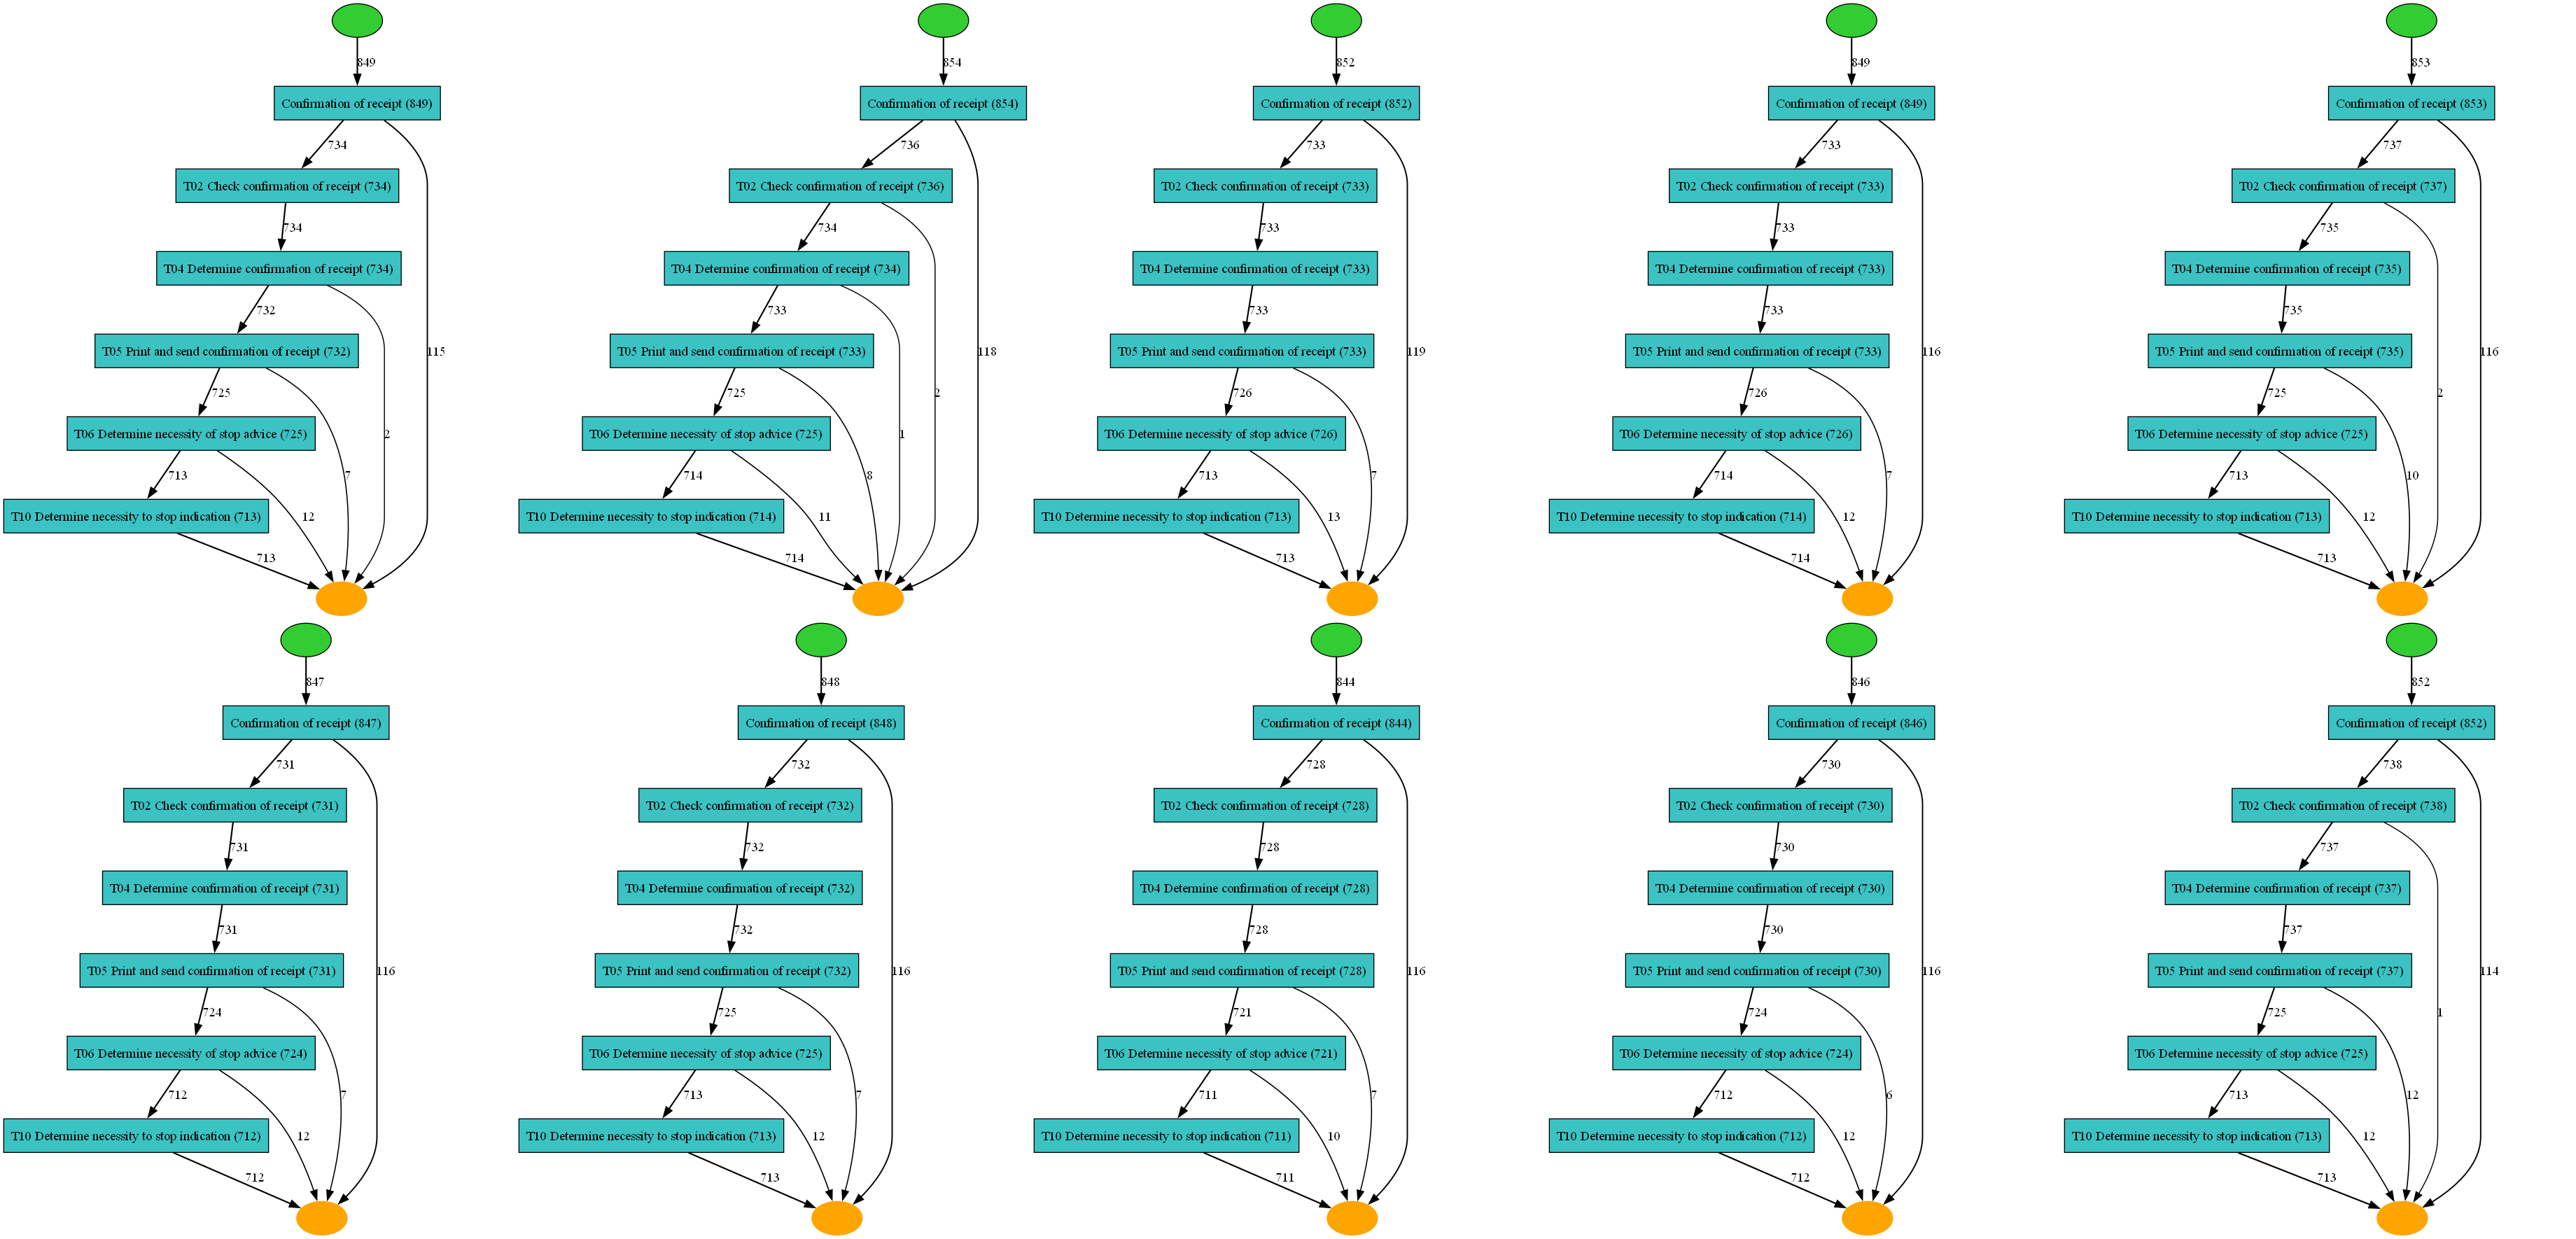 849
Confirmation of receipt (849)
734
T02 Check confirmation of receipt (734)
734
T04 Determine confirmation of receipt (734)
732
T05 Print and send confirmation of receipt (732)
115
725
T06 Determine necessity of stop advice (725)
2
713
7
T10 Determine necessity to stop indication (713)
12
713
854
Confirmation of receipt (854)
736
T02 Check confirmation of receipt (736)
734
T04 Determine confirmation of receipt (734)
733
T05 Print and send confirmation of receipt (733)
118
725
2
T06 Determine necessity of stop advice (725)
1
714
8
T10 Determine necessity to stop indication (714)
11
714
852
Confirmation of receipt (852)
733
T02 Check confirmation of receipt (733)
733
T04 Determine confirmation of receipt (733)
733
T05 Print and send confirmation of receipt (733)
119
726
T06 Determine necessity of stop advice (726)
713
7
T10 Determine necessity to stop indication (713)
13
713
849
Confirmation of receipt (849)
733
T02 Check confirmation of receipt (733)
733
T04 Determine confirmation of receipt (733)
733
T05 Print and send confirmation of receipt (733)
116
726
T06 Determine necessity of stop advice (726)
714
7
T10 Determine necessity to stop indication (714)
12
714
853
Confirmation of receipt (853)
737
T02 Check confirmation of receipt (737)
735
T04 Determine confirmation of receipt (735)
735
T05 Print and send confirmation of receipt (735)
116
725
2
T06 Determine necessity of stop advice (725)
713
10
T10 Determine necessity to stop indication (713)
12
713
847
Confirmation of receipt (847)
731
T02 Check confirmation of receipt (731)
731
T04 Determine confirmation of receipt (731)
731
T05 Print and send confirmation of receipt (731)
116
724
T06 Determine necessity of stop advice (724)
712
7
T10 Determine necessity to stop indication (712)
12
712
848
Confirmation of receipt (848)
732
T02 Check confirmation of receipt (732)
732
T04 Determine confirmation of receipt (732)
732
T05 Print and send confirmation of receipt (732)
116
725
T06 Determine necessity of stop advice (725)
713
7
T10 Determine necessity to stop indication (713)
12
713
844
Confirmation of receipt (844)
728
T02 Check confirmation of receipt (728)
728
T04 Determine confirmation of receipt (728)
728
T05 Print and send confirmation of receipt (728)
116
721
T06 Determine necessity of stop advice (721)
711
7
T10 Determine necessity to stop indication (711)
10
711
846
Confirmation of receipt (846)
730
T02 Check confirmation of receipt (730)
730
T04 Determine confirmation of receipt (730)
730
T05 Print and send confirmation of receipt (730)
116
724
T06 Determine necessity of stop advice (724)
712
6
T10 Determine necessity to stop indication (712)
12
712
852
Confirmation of receipt (852)
738
T02 Check confirmation of receipt (738)
737
T04 Determine confirmation of receipt (737)
737
T05 Print and send confirmation of receipt (737)
114
725
1
T06 Determine necessity of stop advice (725)
713
12
T10 Determine necessity to stop indication (713)
12
713